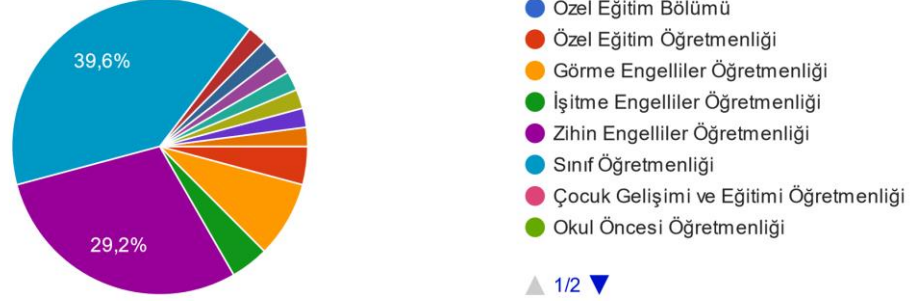 39,6%
29,2%
Özel Eğitim Bölümü
Özel Eğitim Öğretmenliği
Görme Engelliler Öğretmenliği
İşitme Engelliler Öğretmenliği
Zihin Engelliler Öğretmenliği
Sınıf Öğretmenliği
Çocuk Gelişimi ve Eğitimi Öğretmenliği
Okul Öncesi Öğretmenliği
1/2